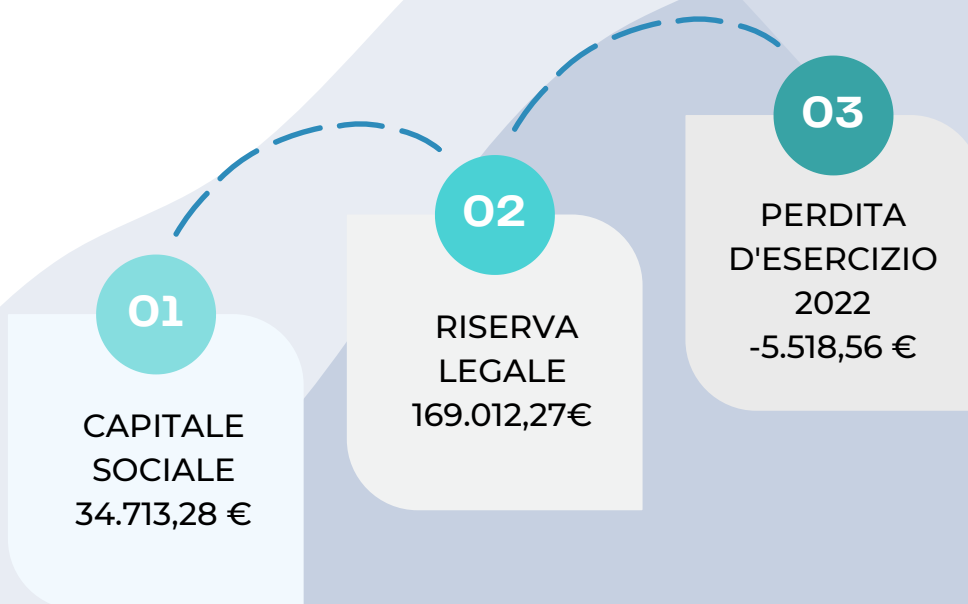 01
CAPITALE
SOCIALE
34.713,28 €
02
RISERVA
LEGALE
169.012,27€
03
PERDITA
D'ESERCIZIO
2022
-5.518,56 €